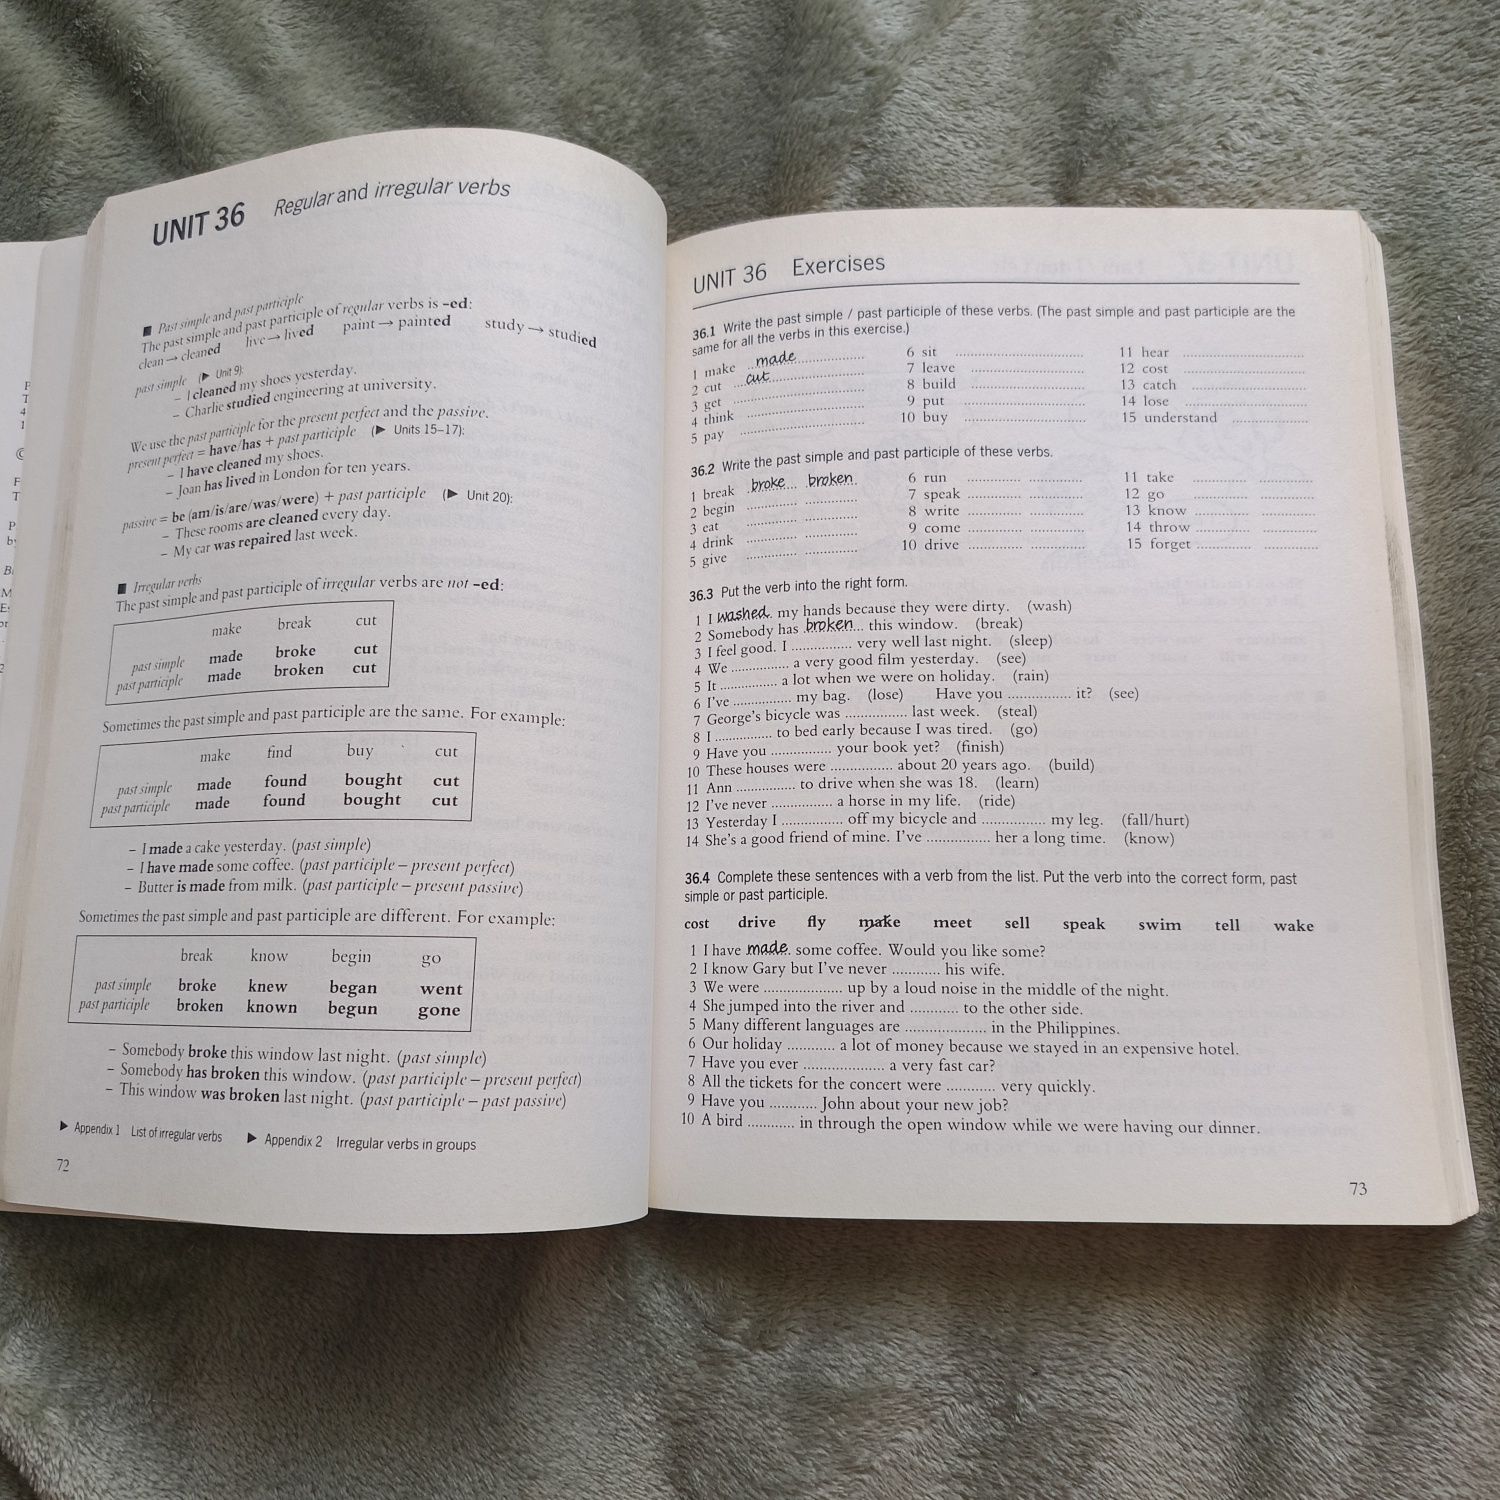 UNIT 36 Regular and irregular verbs
■ Past simple and past participle
The past simple and past participle of regular verbs is -ed:
clean → cleaned live → lived paint → painted study → studied
past simple (▶ Unit 9):
– I cleaned my shoes yesterday.
– Charlie studied engineering at university.
We use the past participle for the present perfect and the passive.
present perfect = have/has + past participle (▶ Units 15–17):
– I have cleaned my shoes.
– Joan has lived in London for ten years.
passive = be (am/is/are/was/were) + past participle (▶ Unit 20):
– These rooms are cleaned every day.
– My car was repaired last week.
■ Irregular verbs
The past simple and past participle of irregular verbs are not -ed:
make break cut
past simple made broke cut
past participle made broken cut
Sometimes the past simple and past participle are the same. For example:
make find buy cut
past simple made found bought cut
past participle made found bought cut
– I made a cake yesterday. (past simple)
– I have made some coffee. (past participle – present perfect)
– Butter is made from milk. (past participle – present passive)
Sometimes the past simple and past participle are different. For example:
break know begin go
past simple broke knew began went
past participle broken known begun gone
– Somebody broke this window last night. (past simple)
– Somebody has broken this window. (past participle – present perfect)
– This window was broken last night. (past participle – past passive)
▶ Appendix 1 List of irregular verbs ▶ Appendix 2 Irregular verbs in groups
72
UNIT 36 Exercises
36.1 Write the past simple / past participle of these verbs. (The past simple and past participle are the
same for all the verbs in this exercise.)
1 make made
2 cut cut
3 get
4 think
5 pay
6 sit
7 leave
8 build
9 put
10 buy
11 hear
12 cost
13 catch
14 lose
15 understand
36.2 Write the past simple and past participle of these verbs.
1 break broke broken
2 begin
3 eat
4 drink
5 give
6 run
7 speak
8 write
9 come
10 drive
11 take
12 go
13 know
14 throw
15 forget
36.3 Put the verb into the right form.
1 I washed my hands because they were dirty. (wash)
2 Somebody has broken this window. (break)
3 I feel good. I ............... very well last night. (sleep)
4 We ............... a very good film yesterday. (see)
5 It ............... a lot when we were on holiday. (rain)
6 I've ............... my bag. (lose) Have you ............... it? (see)
7 George's bicycle was ............... last week. (steal)
8 I ............... to bed early because I was tired. (go)
9 Have you ............... your book yet? (finish)
10 These houses were ............... about 20 years ago. (build)
11 Ann ............... to drive when she was 18. (learn)
12 I've never ............... a horse in my life. (ride)
13 Yesterday I ............... off my bicycle and ............... my leg. (fall/hurt)
14 She's a good friend of mine. I've ............... her a long time. (know)
36.4 Complete these sentences with a verb from the list. Put the verb into the correct form, past
simple or past participle.
cost drive fly make meet sell speak swim tell wake
1 I have made some coffee. Would you like some?
2 I know Gary but I've never ............ his wife.
3 We were ................... up by a loud noise in the middle of the night.
4 She jumped into the river and ............ to the other side.
5 Many different languages are ................... in the Philippines.
6 Our holiday ............ a lot of money because we stayed in an expensive hotel.
7 Have you ever ................... a very fast car?
8 All the tickets for the concert were ............ very quickly.
9 Have you ............ John about your new job?
10 A bird ............ in through the open window while we were having our dinner.
73